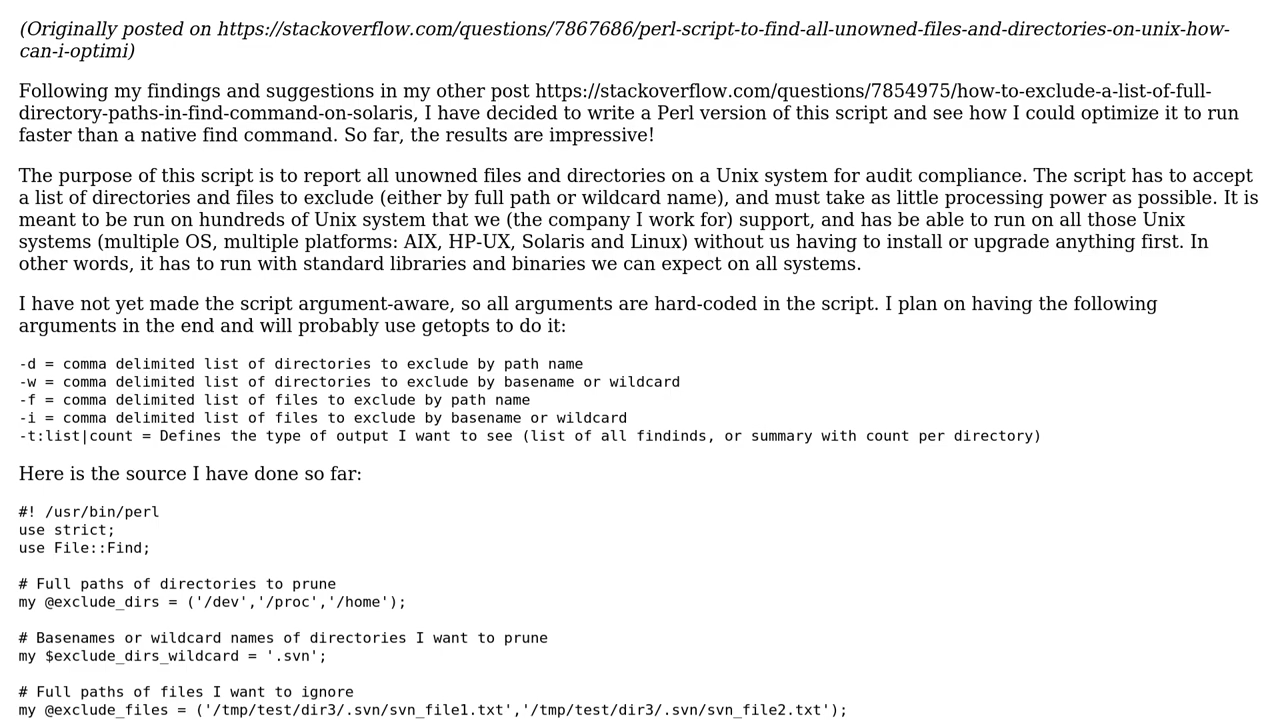 (Originally posted on https://stackoverflow.com/questions/7867686/perl-script-to-find-all-unowned-files-and-directories-on-unix-how-
can-i-optimi)
Following my findings and suggestions in my other post https://stackoverflow.com/questions/7854975/how-to-exclude-a-list-of-full-
directory-paths-in-find-command-on-solaris, I have decided to write a Perl version of this script and see how I could optimize it to run
faster than a native find command. So far, the results are impressive!
The purpose of this script is to report all unowned files and directories on a Unix system for audit compliance. The script has to accept
a list of directories and files to exclude (either by full path or wildcard name), and must take as little processing power as possible. It is
meant to be run on hundreds of Unix system that we (the company I work for) support, and has be able to run on all those Unix
systems (multiple OS, multiple platforms: AIX, HP-UX, Solaris and Linux) without us having to install or upgrade anything first. In
other words, it has to run with standard libraries and binaries we can expect on all systems.
I have not yet made the script argument-aware, so all arguments are hard-coded in the script. I plan on having the following
arguments in the end and will probably use getopts to do it:
-d = comma delimited list of directories to exclude by path name
-w = comma delimited list of directories to exclude by basename or wildcard
-f = comma delimited list of files to exclude by path name
-i = comma delimited list of files to exclude by basename or wildcard
-t:list|count = Defines the type of output I want to see (list of all findinds, or summary with count per directory)
Here is the source I have done so far:
#! /usr/bin/perl
use strict;
use File::Find;
# Full paths of directories to prune
my @exclude_dirs = ('/dev','/proc','/home');
# Basenames or wildcard names of directories I want to prune
my $exclude_dirs_wildcard = '.svn';
# Full paths of files I want to ignore
my @exclude_files = ('/tmp/test/dir3/.svn/svn_file1.txt','/tmp/test/dir3/.svn/svn_file2.txt');